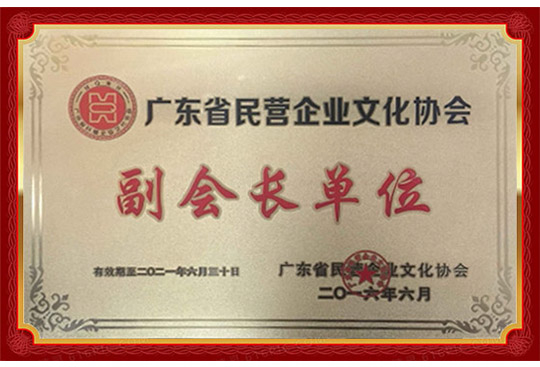 广东省民营企业文化协会
副会长单位
有效期至二〇二一年六月三十日
广东省民营企业文化协会
二〇一六年六月